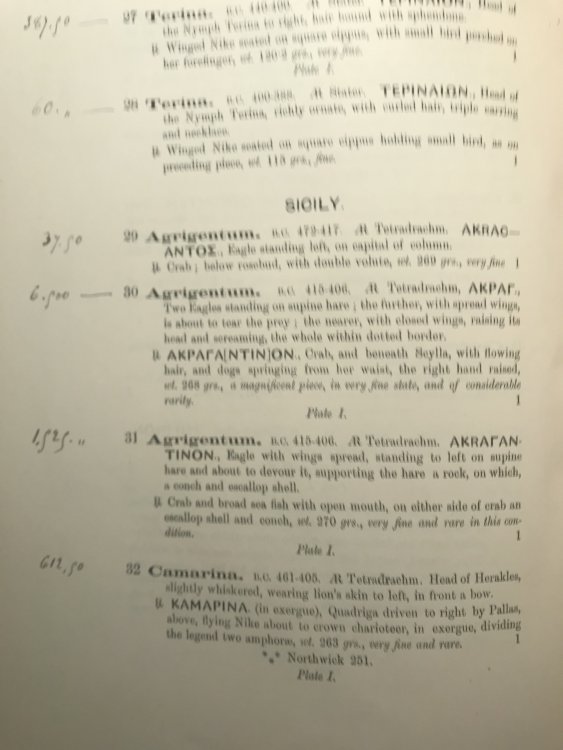 387.50 27 Terina. B.C. 440-400. Æ Stater. ΤΕΡΙΝΑΙΟΝ., Head of
the Nymph Terina to right, hair bound with sphendone.
℞ Winged Nike seated on square cippus, with small bird perched on
her forefinger, wt. 120·2 grs., very fine. 1
Plate I.
60.„ 28 Terina. B.C. 400-388. Æ Stater. ΤΕΡΙΝΑΙΩΝ., Head of
the Nymph Terina, richly ornate, with curled hair, triple earring
and necklace.
℞ Winged Nike seated on square cippus holding small bird, as on
preceding piece, wt. 115 grs., fine. 1
SICILY.
37.50 29 Agrigentum. B.C. 472-417. Æ Tetradrachm. AKRAC—
ΑΝΤΟΣ., Eagle standing left, on capital of column.
℞ Crab; below rosebud, with double volute, wt. 269 grs., very fine 1
6.500 — 30 Agrigentum. B.C. 415-406. Æ Tetradrachm, ΑΚΡΑΓ.,
Two Eagles standing on supine hare; the further, with spread wings,
is about to tear the prey; the nearer, with closed wings, raising its
head and screaming, the whole within dotted border.
℞ ΑΚΡΑΓΑ[ΝΤΙΝ]ΟΝ., Crab, and beneath Scylla, with flowing
hair, and dogs springing from her waist, the right hand raised,
wt. 268 grs., a magnificent piece, in very fine state, and of considerable
rarity. 1
Plate I.
1.525.„ 31 Agrigentum. B.C. 415-406. Æ Tetradrachm. ΑΚΡΑΓΑΝ-
ΤΙΝΟΝ., Eagle with wings spread, standing to left on supine
hare and about to devour it, supporting the hare a rock, on which,
a conch and escallop shell.
℞ Crab and broad sea fish with open mouth, on either side of crab an
escallop shell and conch, wt. 270 grs., very fine and rare in this con-
dition. 1
Plate I.
612.50 32 Camarina. B.C. 461-405. Æ Tetradrachm. Head of Herakles,
slightly whiskered, wearing lion's skin to left, in front a bow.
℞ ΚΑΜΑΡΙΝΑ. (in exergue), Quadriga driven to right by Pallas,
above, flying Nike about to crown charioteer, in exergue, dividing
the legend two amphoræ, wt. 263 grs., very fine and rare. 1
*** Northwick 251.
Plate I.